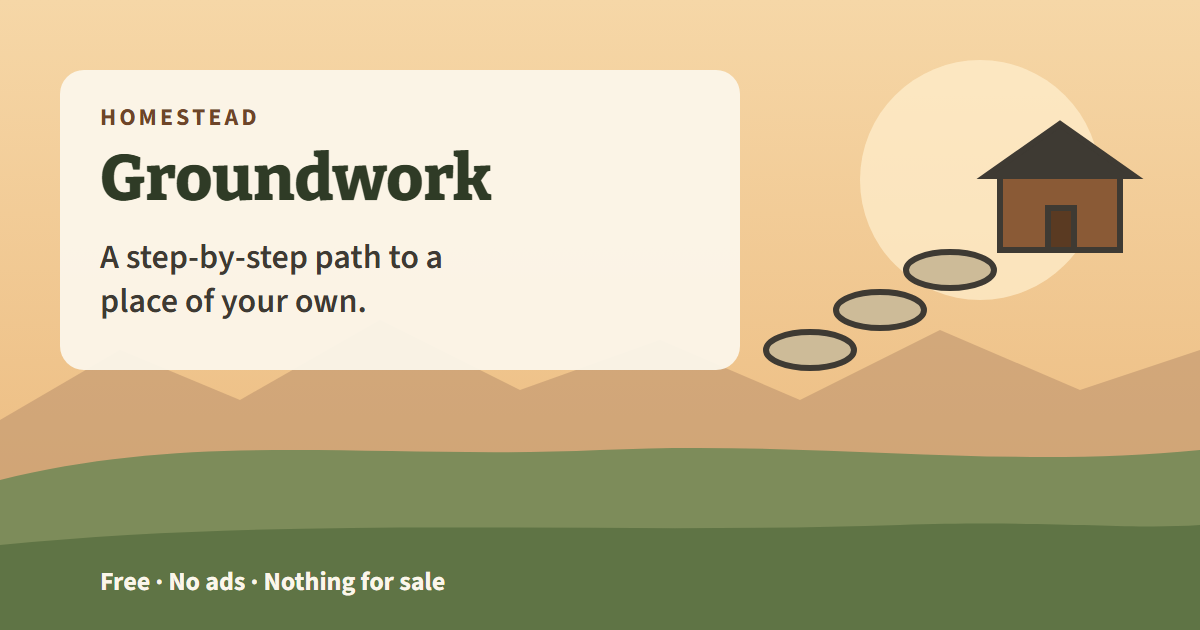 HOMESTEAD
Groundwork
A step-by-step path to a
place of your own.
Free · No ads · Nothing for sale